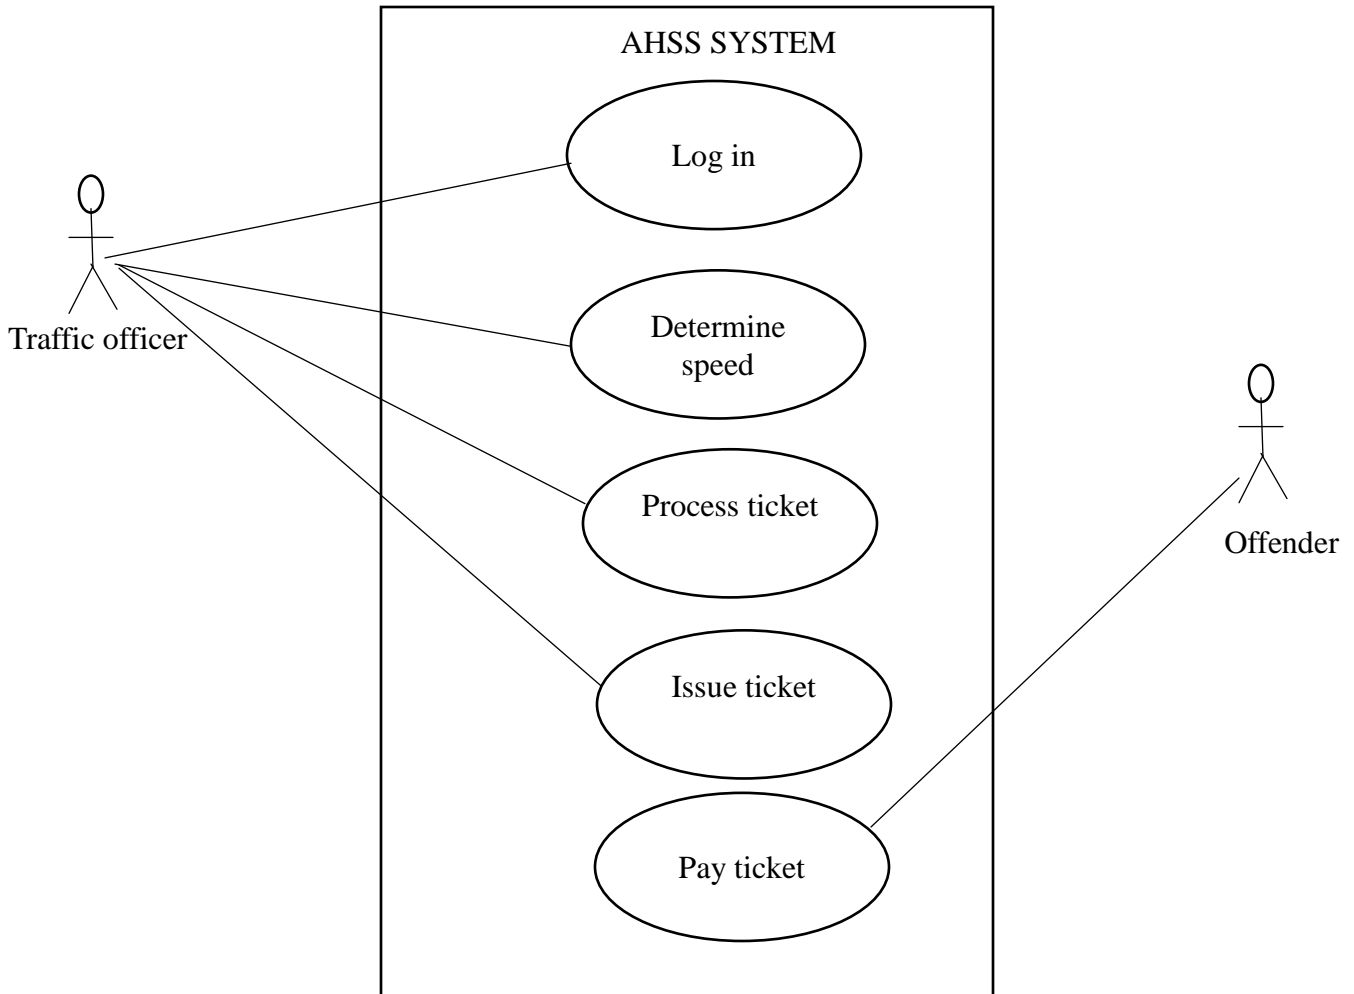 AHSS SYSTEM
Log in
Traffic officer
Determine
speed
Process ticket
Offender
Issue ticket
Pay ticket